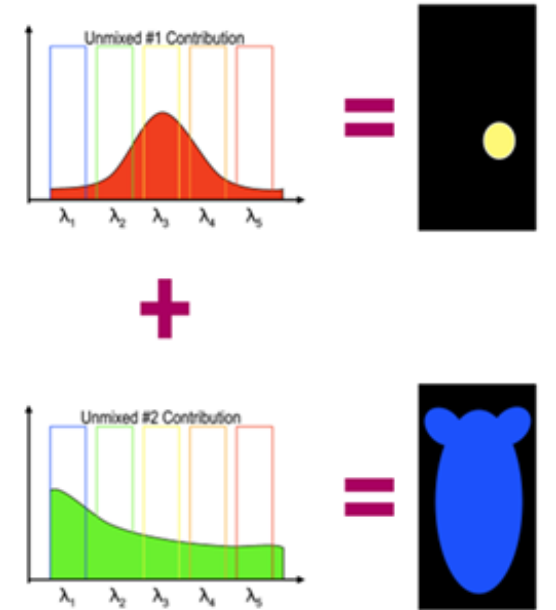 Unmixed #1 Contribution
λ₁ λ₂ λ₃ λ₄ λ₅
=
+
Unmixed #2 Contribution
λ₁ λ₂ λ₃ λ₄ λ₅
=